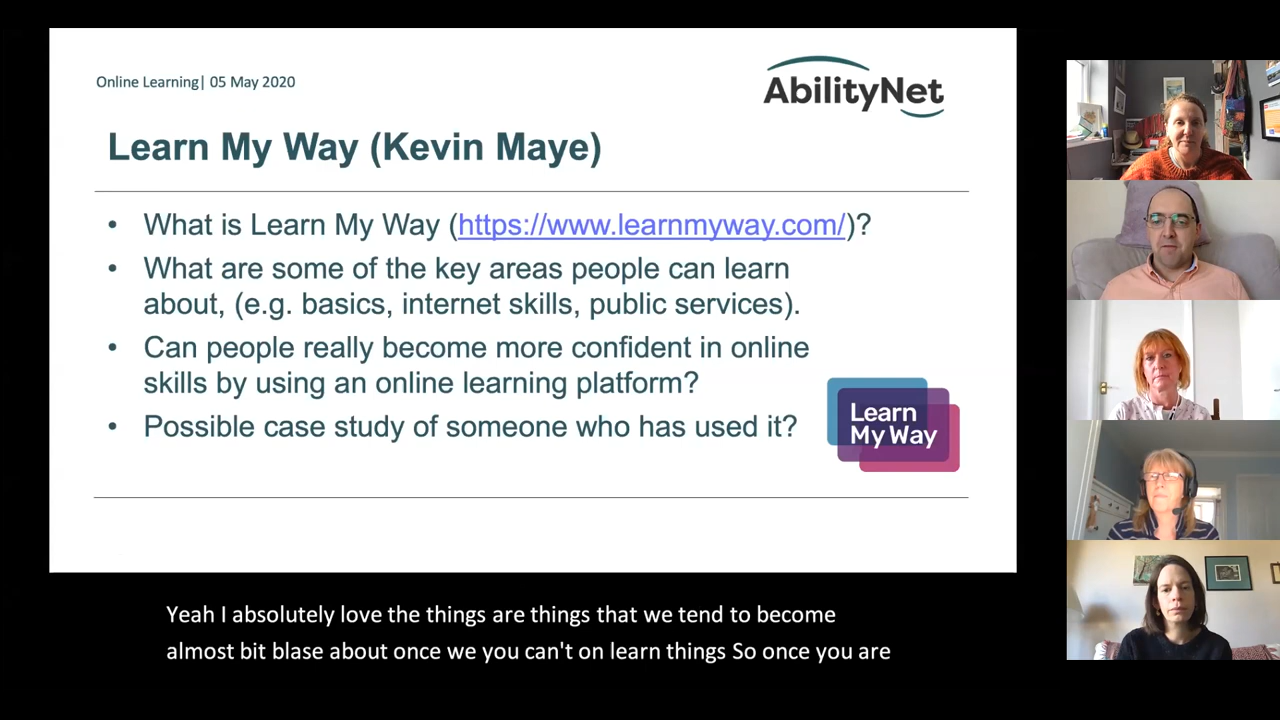 Online Learning| 05 May 2020
AbilityNet
Learn My Way (Kevin Maye)
• What is Learn My Way (https://www.learnmyway.com/)?
• What are some of the key areas people can learn
about, (e.g. basics, internet skills, public services).
• Can people really become more confident in online
skills by using an online learning platform?
• Possible case study of someone who has used it?
Learn
My Way
Yeah I absolutely love the things are things that we tend to become
almost bit blase about once we you can't on learn things So once you are